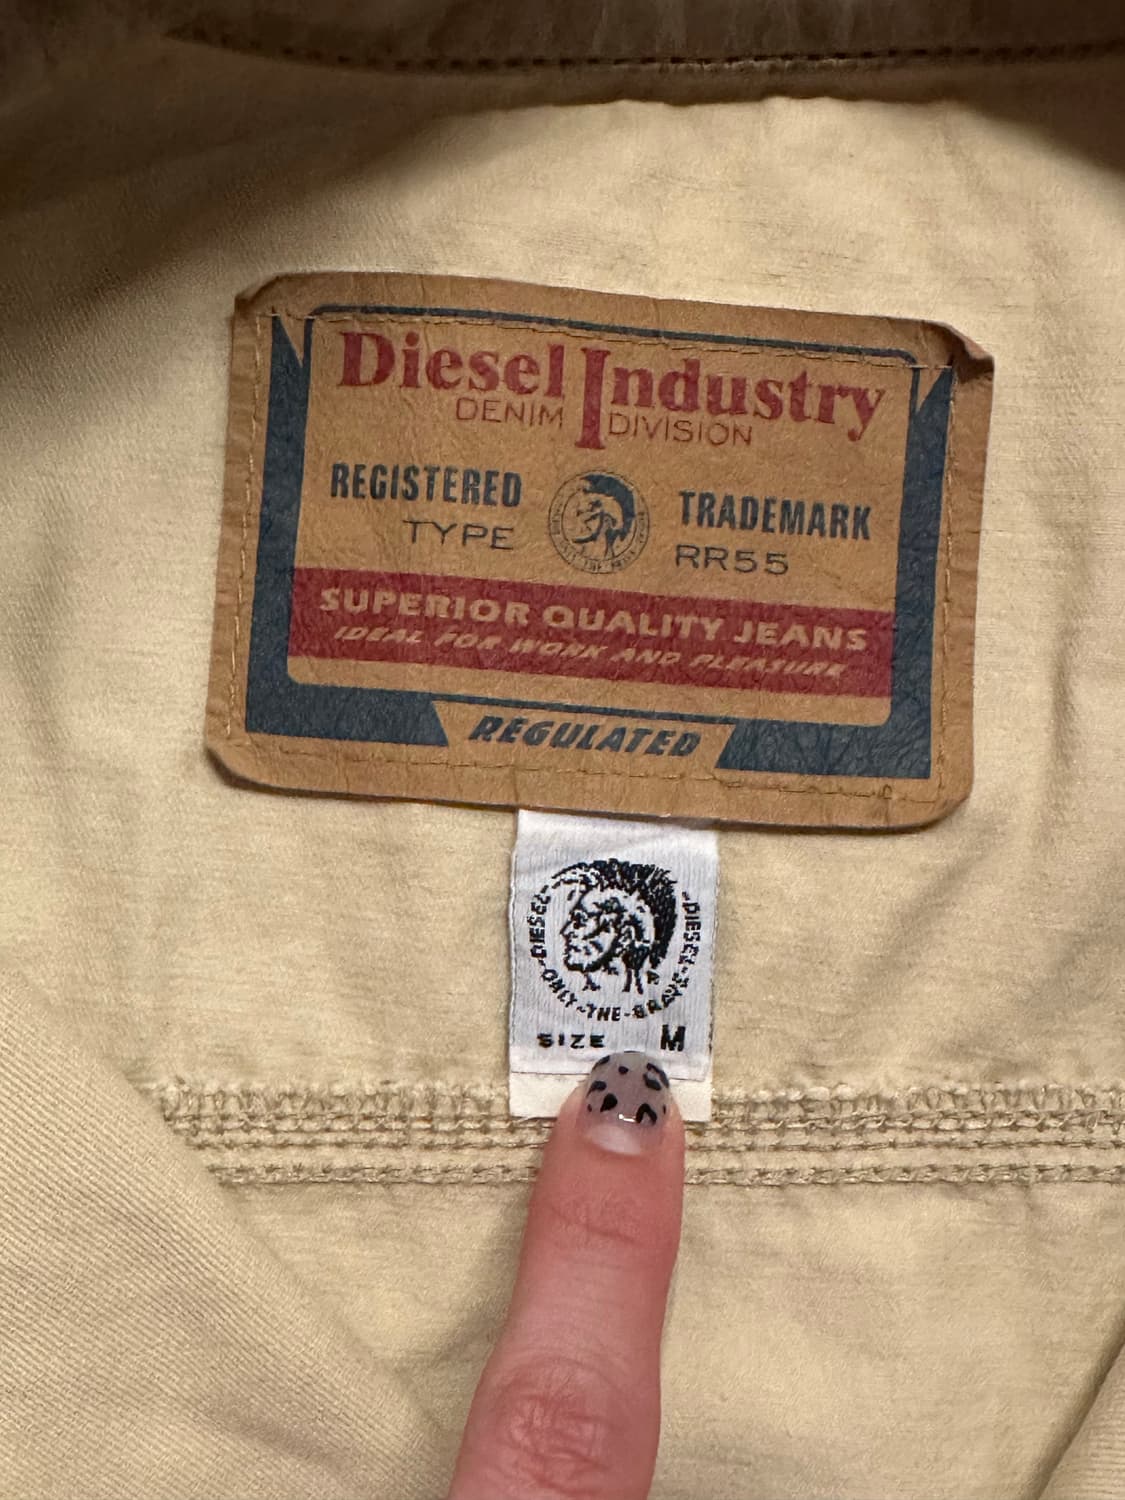 Diesel Industry
DENIM DIVISION
REGISTERED TRADEMARK
TYPE RR55
SUPERIOR QUALITY JEANS
IDEAL FOR WORK AND PLEASURE
REGULATED
DIESEL~ONLY~THE~BRAVE~DIESEL~
SIZE M